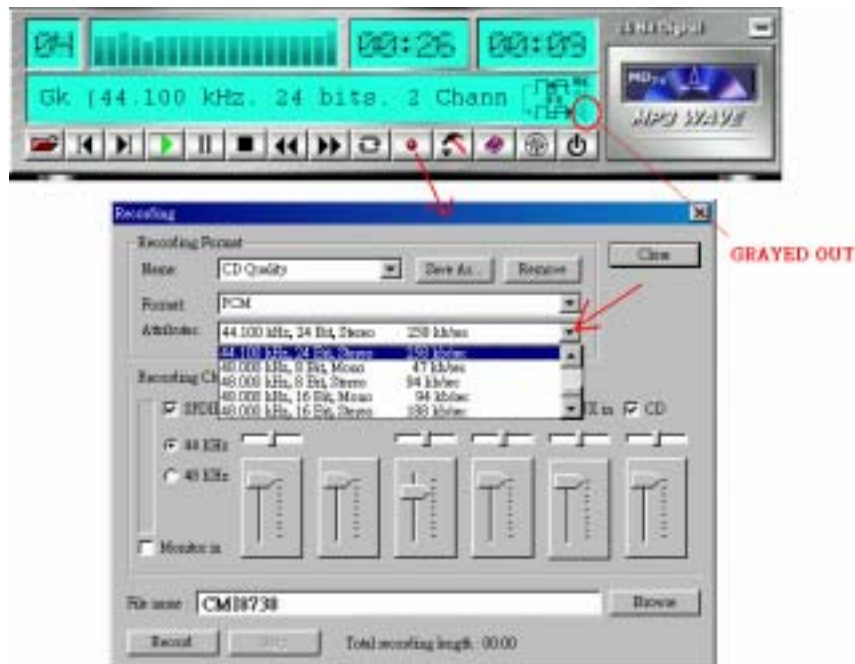 04 00:26 00:09
Gk (44.100 kHz. 24 bits. 2 Chann
MP3 WAVE
Recording
Recording Format
Name: CD Quality Save As... Remove Close
GRAYED OUT
Format: PCM
Attributes: 44.100 kHz, 24 Bit, Stereo 258 kb/sec
44.100 kHz, 24 Bit, Stereo 258 kb/sec
48.000 kHz, 8 Bit, Mono 47 kb/sec
48.000 kHz, 8 Bit, Stereo 94 kb/sec
48.000 kHz, 16 Bit, Mono 94 kb/sec
48.000 kHz, 16 Bit, Stereo 188 kb/sec
Recording Ch
CD
44 KHz
48 KHz
Monitor in
File name: CMI8738 Browse
Record Total recording length: 00:00